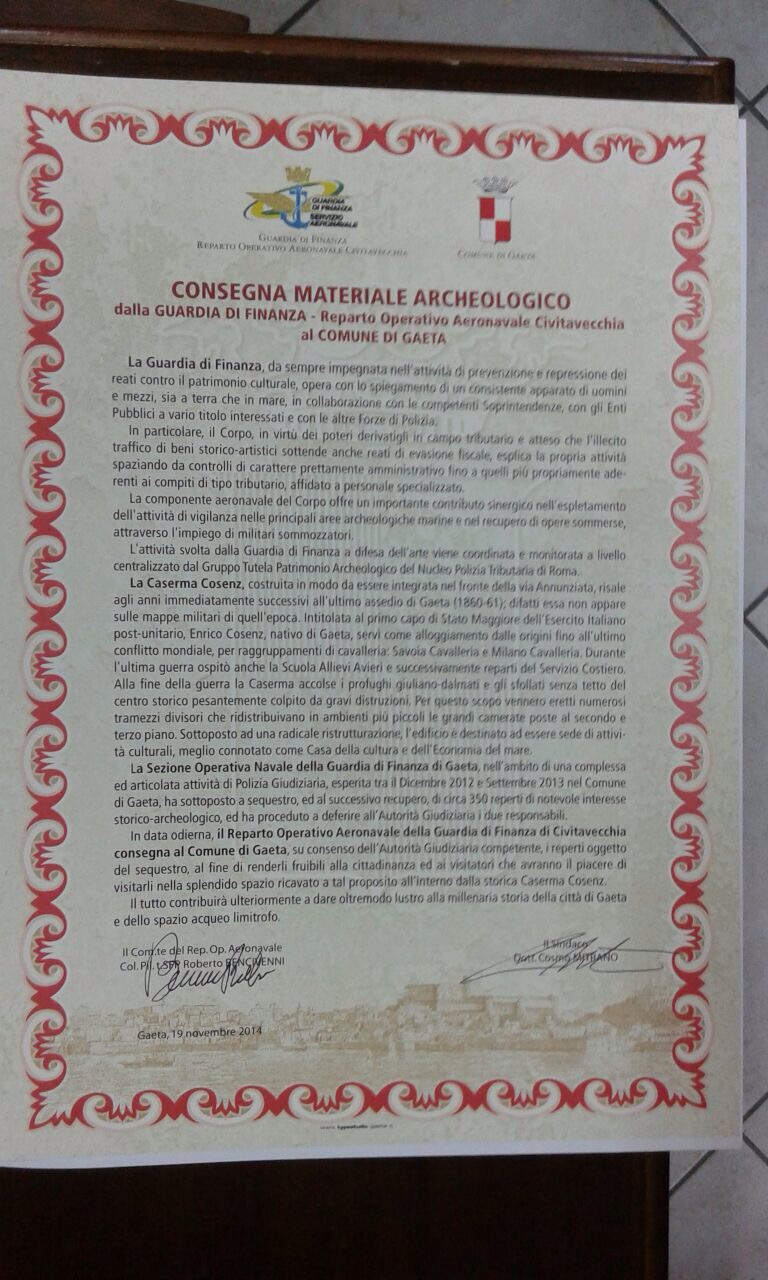 GUARDIA
DI FINANZA
SERVIZIO
AERONAVALE
GUARDIA DI FINANZA
REPARTO OPERATIVO AERONAVALE CIVITAVECCHIA
COMUNE DI GAETA
CONSEGNA MATERIALE ARCHEOLOGICO
dalla GUARDIA DI FINANZA - Reparto Operativo Aeronavale Civitavecchia
al COMUNE DI GAETA
La Guardia di Finanza, da sempre impegnata nell'attività di prevenzione e repressione dei
reati contro il patrimonio culturale, opera con lo spiegamento di un consistente apparato di uomini
e mezzi, sia a terra che in mare, in collaborazione con le competenti Soprintendenze, con gli Enti
Pubblici a vario titolo interessati e con le altre Forze di Polizia.
In particolare, il Corpo, in virtù dei poteri derivatigli in campo tributario e atteso che l'illecito
traffico di beni storico-artistici sottende anche reati di evasione fiscale, esplica la propria attività
spaziando da controlli di carattere prettamente amministrativo fino a quelli più propriamente ade-
renti ai compiti di tipo tributario, affidato a personale specializzato.
La componente aeronavale del Corpo offre un importante contributo sinergico nell'espletamento
dell'attività di vigilanza nelle principali aree archeologiche marine e nel recupero di opere sommerse,
attraverso l'impiego di militari sommozzatori.
L'attività svolta dalla Guardia di Finanza a difesa dell'arte viene coordinata e monitorata a livello
centralizzato dal Gruppo Tutela Patrimonio Archeologico del Nucleo Polizia Tributaria di Roma.
La Caserma Cosenz, costruita in modo da essere integrata nel fronte della via Annunziata, risale
agli anni immediatamente successivi all'ultimo assedio di Gaeta (1860-61); difatti essa non appare
sulle mappe militari di quell'epoca. Intitolata al primo capo di Stato Maggiore dell'Esercito Italiano
post-unitario, Enrico Cosenz, nativo di Gaeta, servì come alloggiamento dalle origini fino all'ultimo
conflitto mondiale, per raggruppamenti di cavalleria: Savoia Cavalleria e Milano Cavalleria. Durante
l'ultima guerra ospitò anche la Scuola Allievi Avieri e successivamente reparti del Servizio Costiero.
Alla fine della guerra la Caserma accolse i profughi giuliano-dalmati e gli sfollati senza tetto del
centro storico pesantemente colpito da gravi distruzioni. Per questo scopo vennero eretti numerosi
tramezzi divisori che ridistribuivano in ambienti più piccoli le grandi camerate poste al secondo e
terzo piano. Sottoposto ad una radicale ristrutturazione, l'edificio è destinato ad essere sede di attivi-
tà culturali, meglio connotato come Casa della cultura e dell'Economia del mare.
La Sezione Operativa Navale della Guardia di Finanza di Gaeta, nell'ambito di una complessa
ed articolata attività di Polizia Giudiziaria, esperita tra il Dicembre 2012 e Settembre 2013 nel Comune
di Gaeta, ha sottoposto a sequestro, ed al successivo recupero, di circa 350 reperti di notevole interesse
storico-archeologico, ed ha proceduto a deferire all'Autorità Giudiziaria i due responsabili.
In data odierna, il Reparto Operativo Aeronavale della Guardia di Finanza di Civitavecchia
consegna al Comune di Gaeta, su consenso dell'Autorità Giudiziaria competente, i reperti oggetto
del sequestro, al fine di renderli fruibili alla cittadinanza ed ai visitatori che avranno il piacere di
visitarli nella splendido spazio ricavato a tal proposito all'interno dalla storica Caserma Cosenz.
Il tutto contribuirà ulteriormente a dare oltremodo lustro alla millenaria storia della città di Gaeta
e dello spazio acqueo limitrofo.
Il Com.te del Rep. Op. Aeronavale
Col. Pil. t.SFP Roberto BENCIVENNI
Il Sindaco
Dott. Cosmo MITRANO
Gaeta, 19 novembre 2014